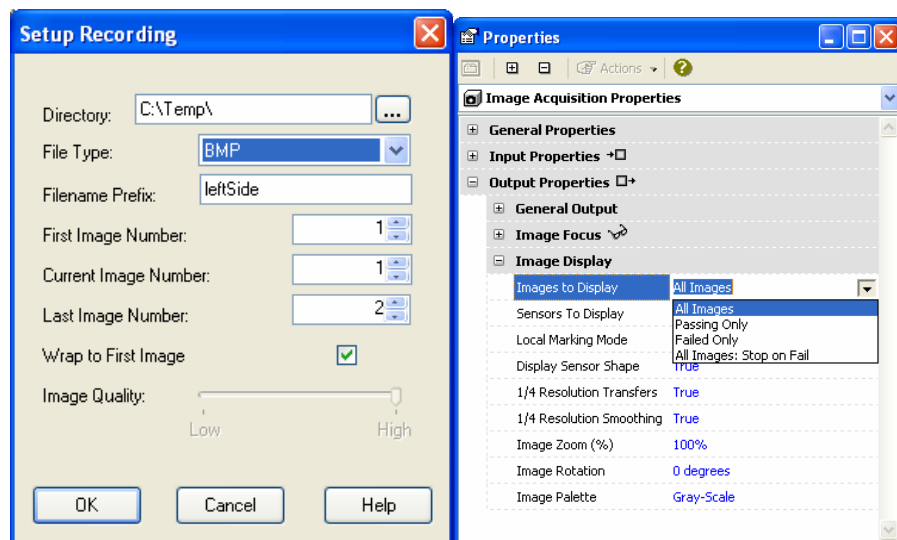 Setup Recording
Directory: C:\Temp\ ...
File Type: BMP
Filename Prefix: leftSide
First Image Number: 1
Current Image Number: 1
Last Image Number: 2
Wrap to First Image
Image Quality:
Low High
OK Cancel Help
Properties
Actions
Image Acquisition Properties
General Properties
Input Properties
Output Properties
General Output
Image Focus
Image Display
Images to Display All Images
All Images
Passing Only
Failed Only
All Images: Stop on Fail
Sensors To Display
Local Marking Mode
Display Sensor Shape True
1/4 Resolution Transfers True
1/4 Resolution Smoothing True
Image Zoom (%) 100%
Image Rotation 0 degrees
Image Palette Gray-Scale